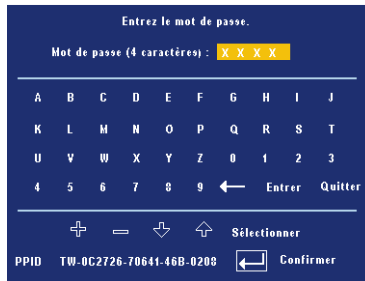 Entrez le mot de passe.
Mot de passe (4 caractères) : X X X X
A B C D E F G H I J
K L M N O P Q R S T
U V W X Y Z 0 1 2 3
4 5 6 7 8 9 ← Entrer Quitter
Sélectionner
PPID TW-0C2726-70641-46B-0208 Confirmer